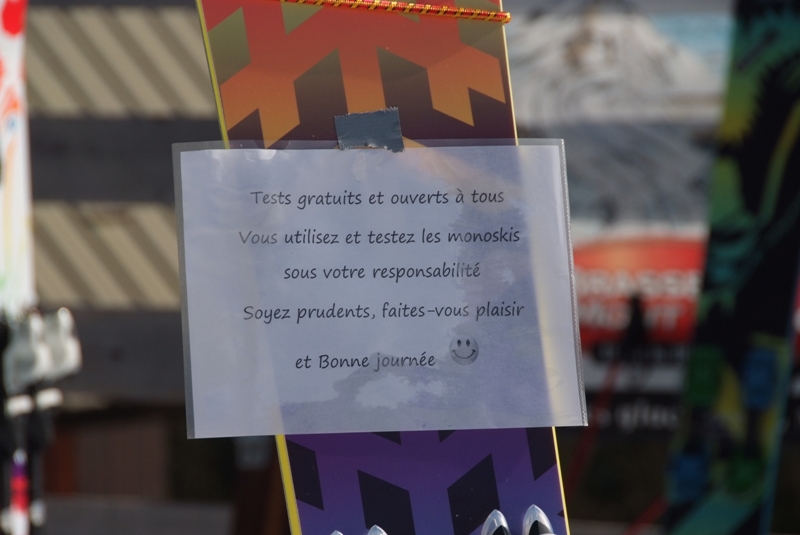 Tests gratuits et ouverts à tous
Vous utilisez et testez les monoskis
sous votre responsabilité
Soyez prudents, faites-vous plaisir
et Bonne journée